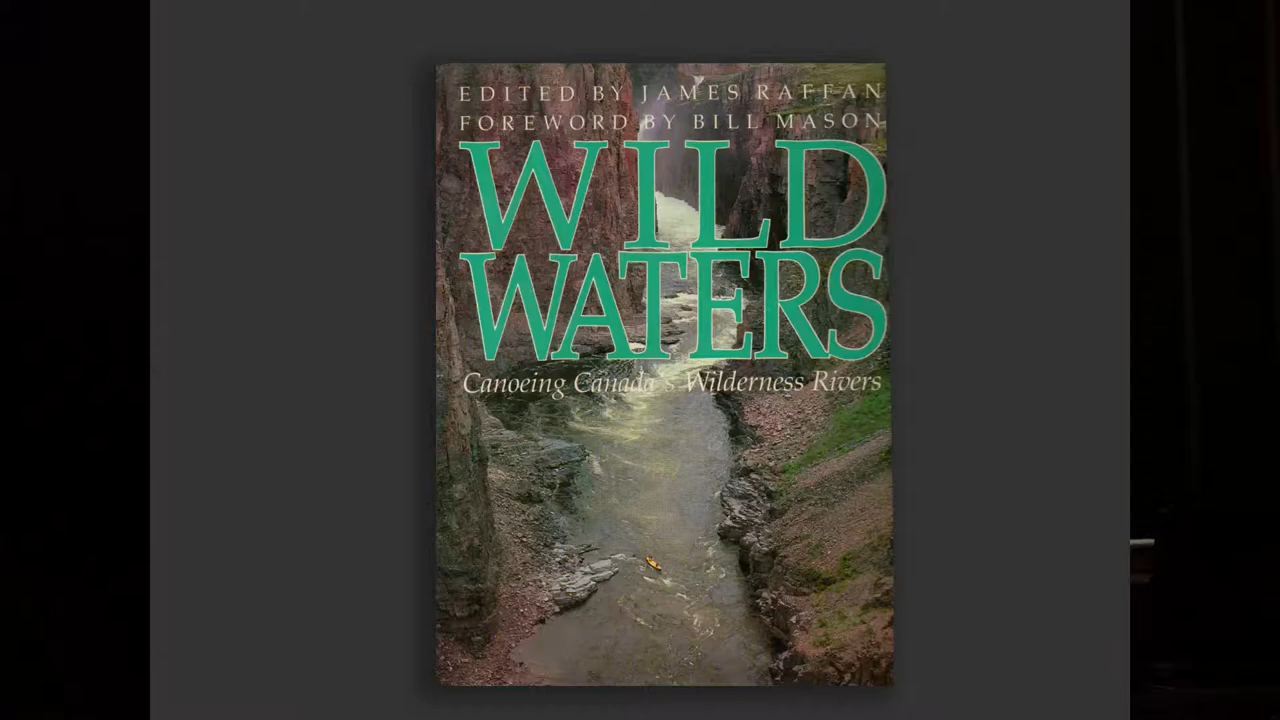 EDITED BY JAMES RAFFAN
FOREWORD BY BILL MASON
WILD
WATERS
Canoeing Canada's Wilderness Rivers